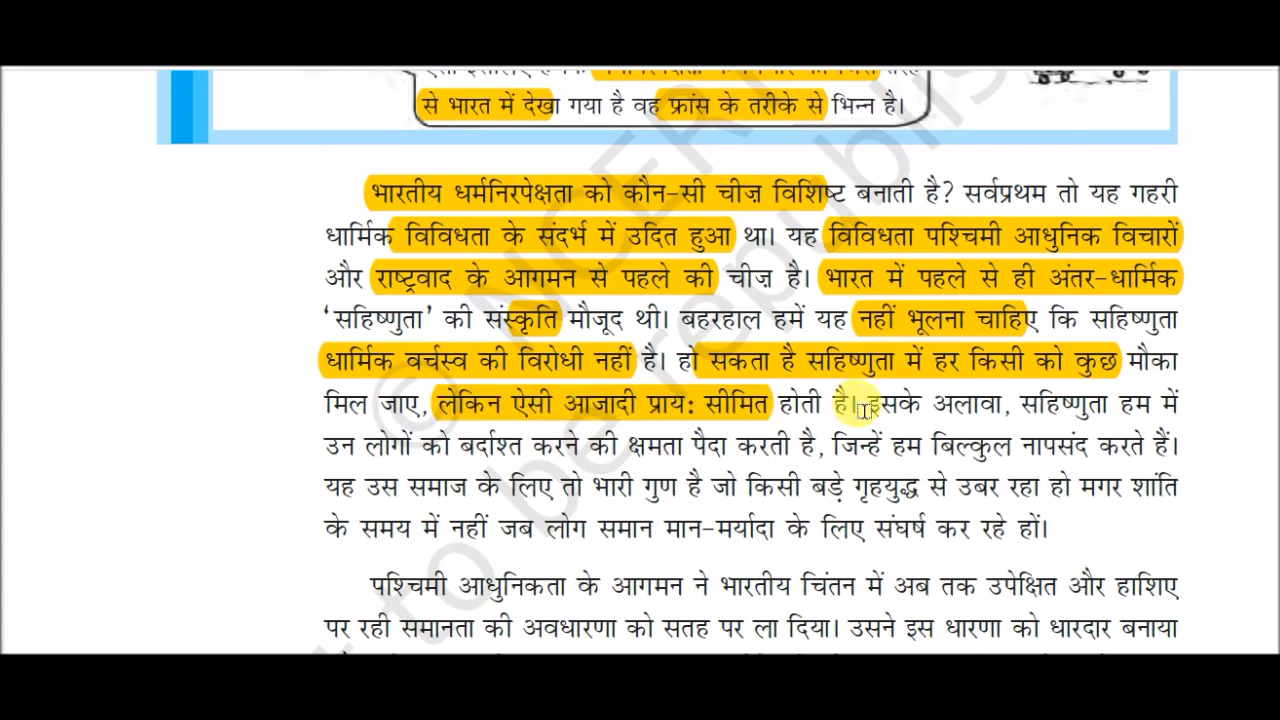 से भारत में देखा गया है वह फ्रांस के तरीके से भिन्न है।
भारतीय धर्मनिरपेक्षता को कौन-सी चीज़ विशिष्ट बनाती है? सर्वप्रथम तो यह गहरी
धार्मिक विविधता के संदर्भ में उदित हुआ था। यह विविधता पश्चिमी आधुनिक विचारों
और राष्ट्रवाद के आगमन से पहले की चीज़ है। भारत में पहले से ही अंतर-धार्मिक
‘सहिष्णुता’ की संस्कृति मौजूद थी। बहरहाल हमें यह नहीं भूलना चाहिए कि सहिष्णुता
धार्मिक वर्चस्व की विरोधी नहीं है। हो सकता है सहिष्णुता में हर किसी को कुछ मौका
मिल जाए, लेकिन ऐसी आजादी प्राय: सीमित होती है। इसके अलावा, सहिष्णुता हम में
उन लोगों को बर्दाश्त करने की क्षमता पैदा करती है, जिन्हें हम बिल्कुल नापसंद करते हैं।
यह उस समाज के लिए तो भारी गुण है जो किसी बड़े गृहयुद्ध से उबर रहा हो मगर शांति
के समय में नहीं जब लोग समान मान-मर्यादा के लिए संघर्ष कर रहे हों।
पश्चिमी आधुनिकता के आगमन ने भारतीय चिंतन में अब तक उपेक्षित और हाशिए
पर रही समानता की अवधारणा को सतह पर ला दिया। उसने इस धारणा को धारदार बनाया
© NCERT
to be republis